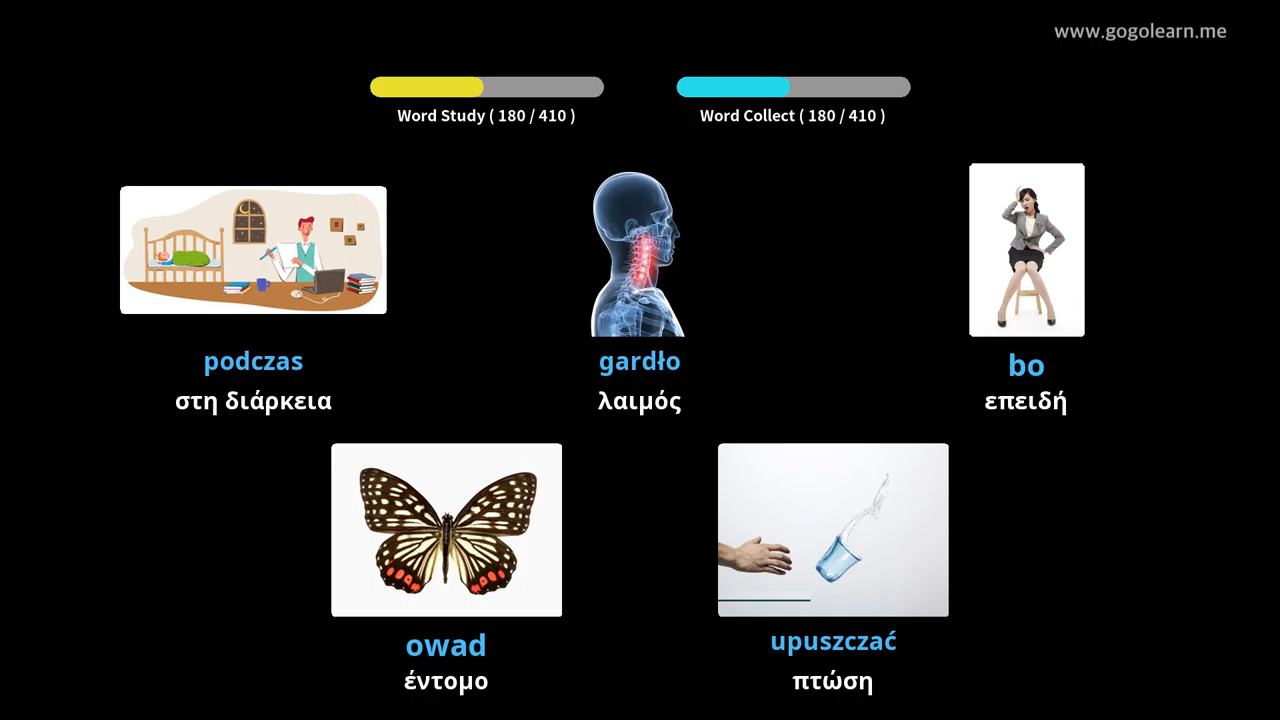 www.gogolearn.me
Word Study ( 180 / 410 )
Word Collect ( 180 / 410 )
podczas
στη διάρκεια
gardło
λαιμός
bo
επειδή
owad
έντομο
upuszczać
πτώση